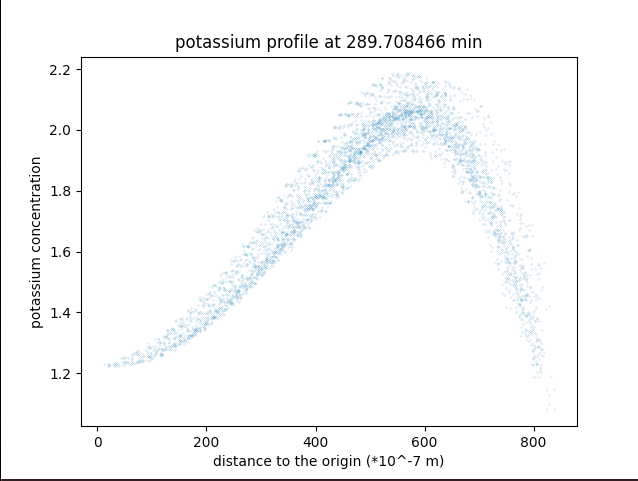 potassium profile at 289.708466 min
2.2
2.0
1.8
1.6
1.4
1.2
potassium concentration
0 200 400 600 800
distance to the origin (*10^-7 m)